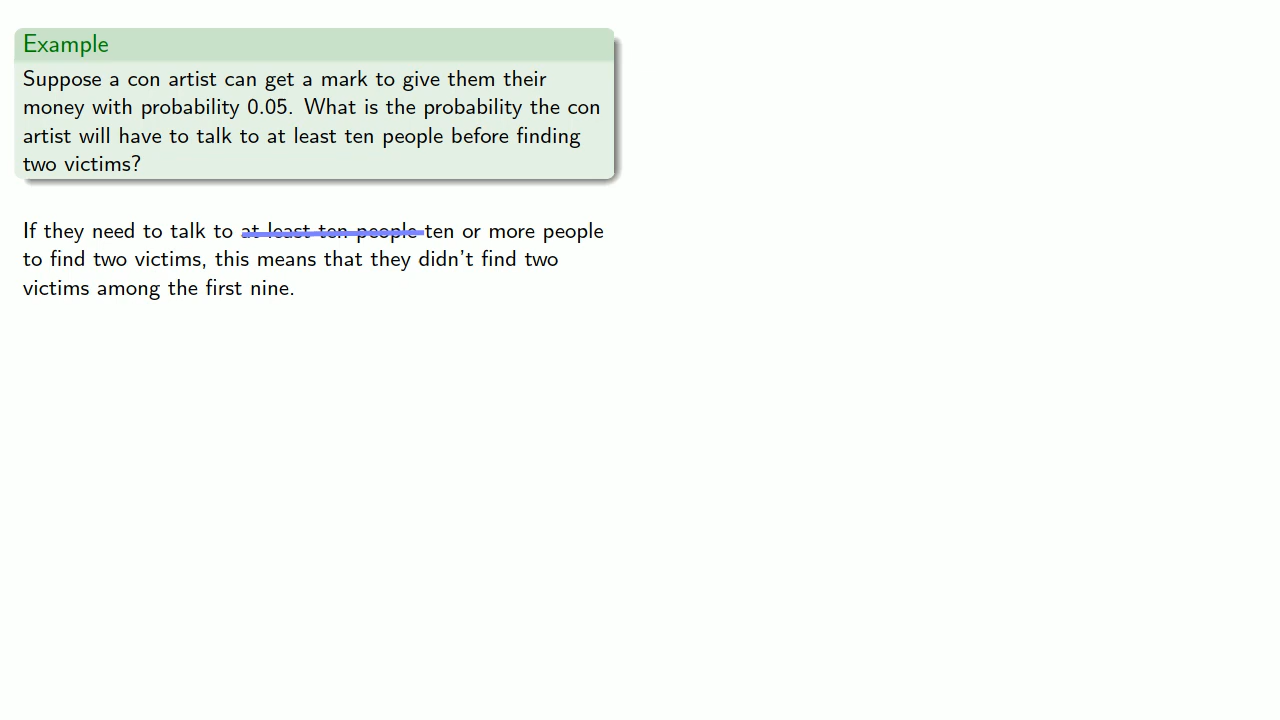 Example
Suppose a con artist can get a mark to give them their
money with probability 0.05. What is the probability the con
artist will have to talk to at least ten people before finding
two victims?
If they need to talk to at least ten people ten or more people
to find two victims, this means that they didn't find two
victims among the first nine.